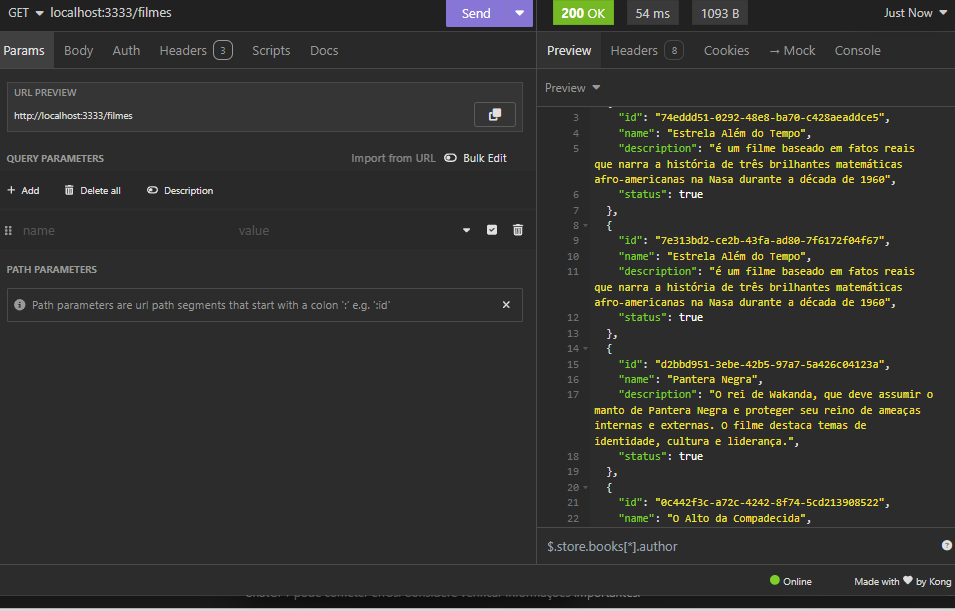 GET localhost:3333/filmes Send 200 OK 54 ms 1093 B Just Now
Params Body Auth Headers 3 Scripts Docs
Preview Headers 8 Cookies → Mock Console
URL PREVIEW
http://localhost:3333/filmes
QUERY PARAMETERS Import from URL Bulk Edit
+ Add Delete all Description
name value
PATH PARAMETERS
Path parameters are url path segments that start with a colon ':' e.g. ':id'
Preview
3 "id": "74eddd51-0292-48e8-ba70-c428aeaddce5",
4 "name": "Estrela Além do Tempo",
5 "description": "é um filme baseado em fatos reais
que narra a história de três brilhantes matemáticas
afro-americanas na Nasa durante a década de 1960",
6 "status": true
7 },
8 {
9 "id": "7e313bd2-ce2b-43fa-ad80-7f6172f04f67",
10 "name": "Estrela Além do Tempo",
11 "description": "é um filme baseado em fatos reais
que narra a história de três brilhantes matemáticas
afro-americanas na Nasa durante a década de 1960",
12 "status": true
13 },
14 {
15 "id": "d2bbd951-3ebe-42b5-97a7-5a426c04123a",
16 "name": "Pantera Negra",
17 "description": "O rei de Wakanda, que deve assumir o
manto de Pantera Negra e proteger seu reino de ameaças
internas e externas. O filme destaca temas de
identidade, cultura e liderança.",
18 "status": true
19 },
20 {
21 "id": "0c442f3c-a72c-4242-8f74-5cd213908522",
22 "name": "O Alto da Compadecida",
$.store.books[*].author
Online Made with by Kong